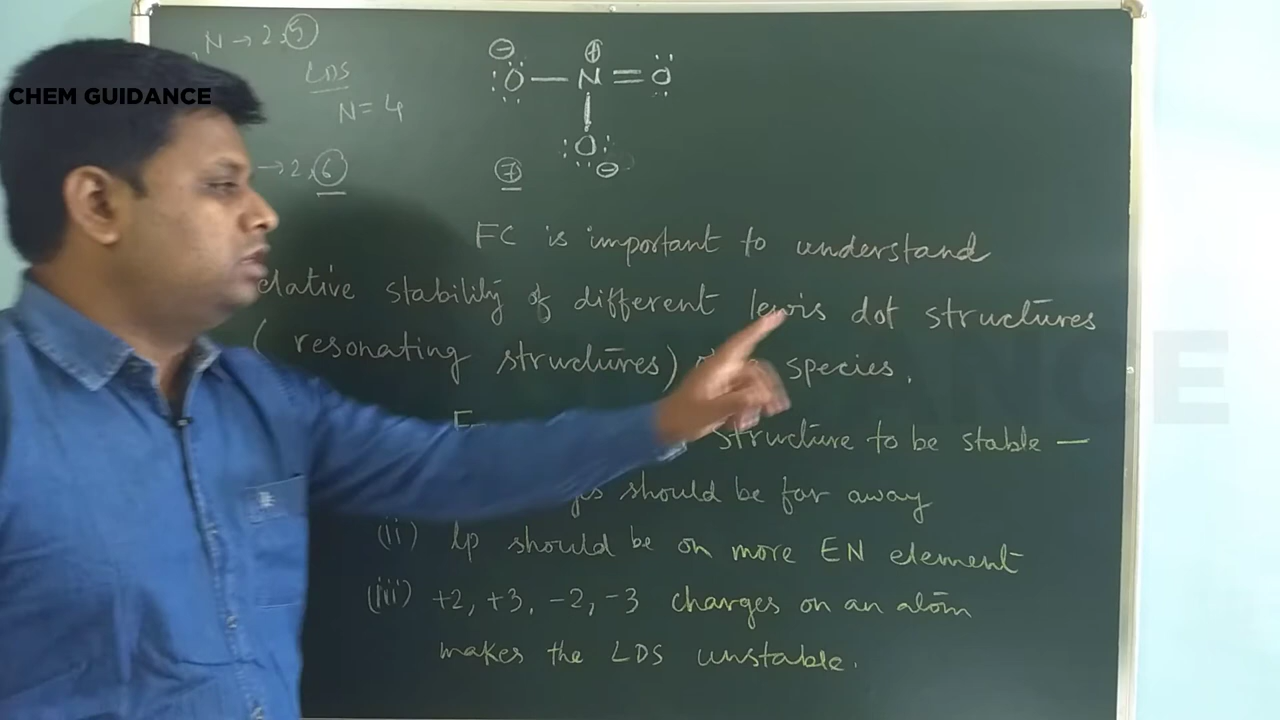 N → 2,5
LDS
N = 4
→ 2,6
CHEM GUIDANCE
⊖ ⊕
:O — N = O
O:
⊖
7
FC is important to understand
stability of different lewis dot structures
( resonating structures) species.
structure to be stable —
should be far away
(ii) lp should be on more EN element
(iii) +2, +3, -2, -3 charges on an atom
makes the LDS unstable.